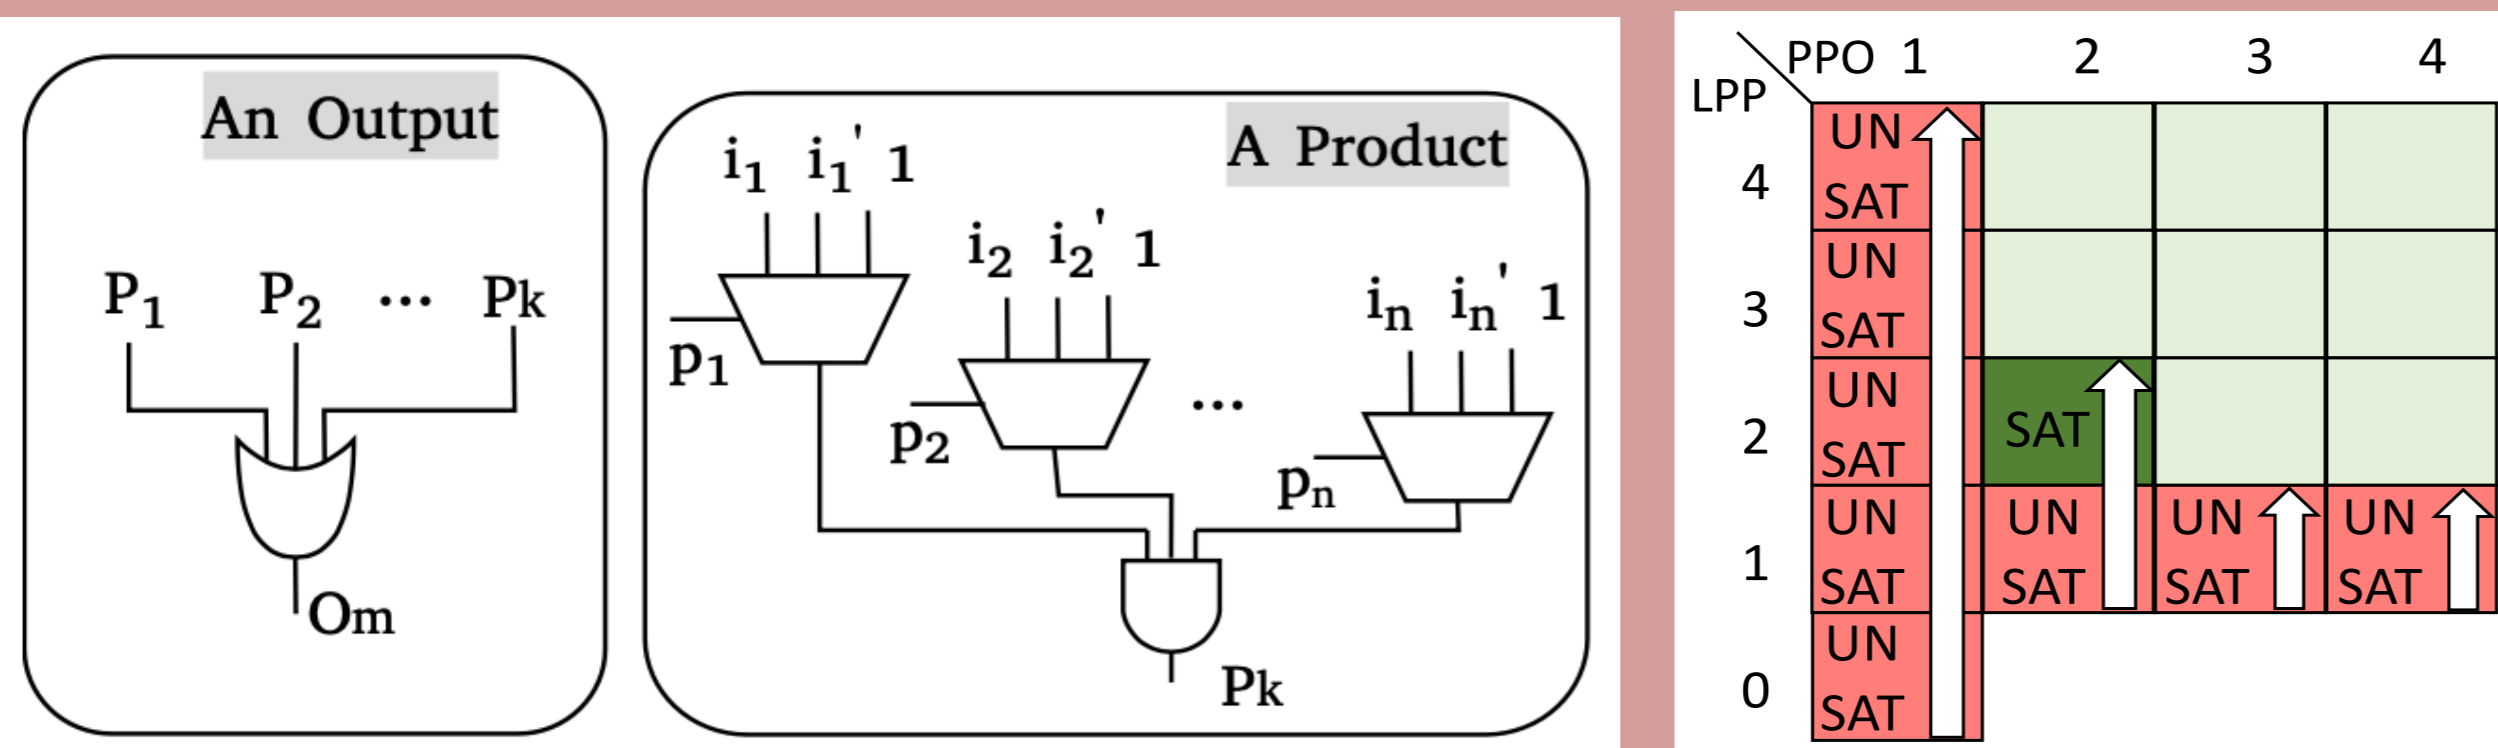 An Output
P1 P2 ... Pk
Om
A Product
i1 i1' 1
i2 i2' 1
in in' 1
p1
p2
...
pn
Pk
PPO 1 2 3 4
LPP
4 UN
SAT
3 UN
SAT
2 UN SAT
SAT
1 UN UN UN UN
SAT SAT SAT SAT
0 UN
SAT